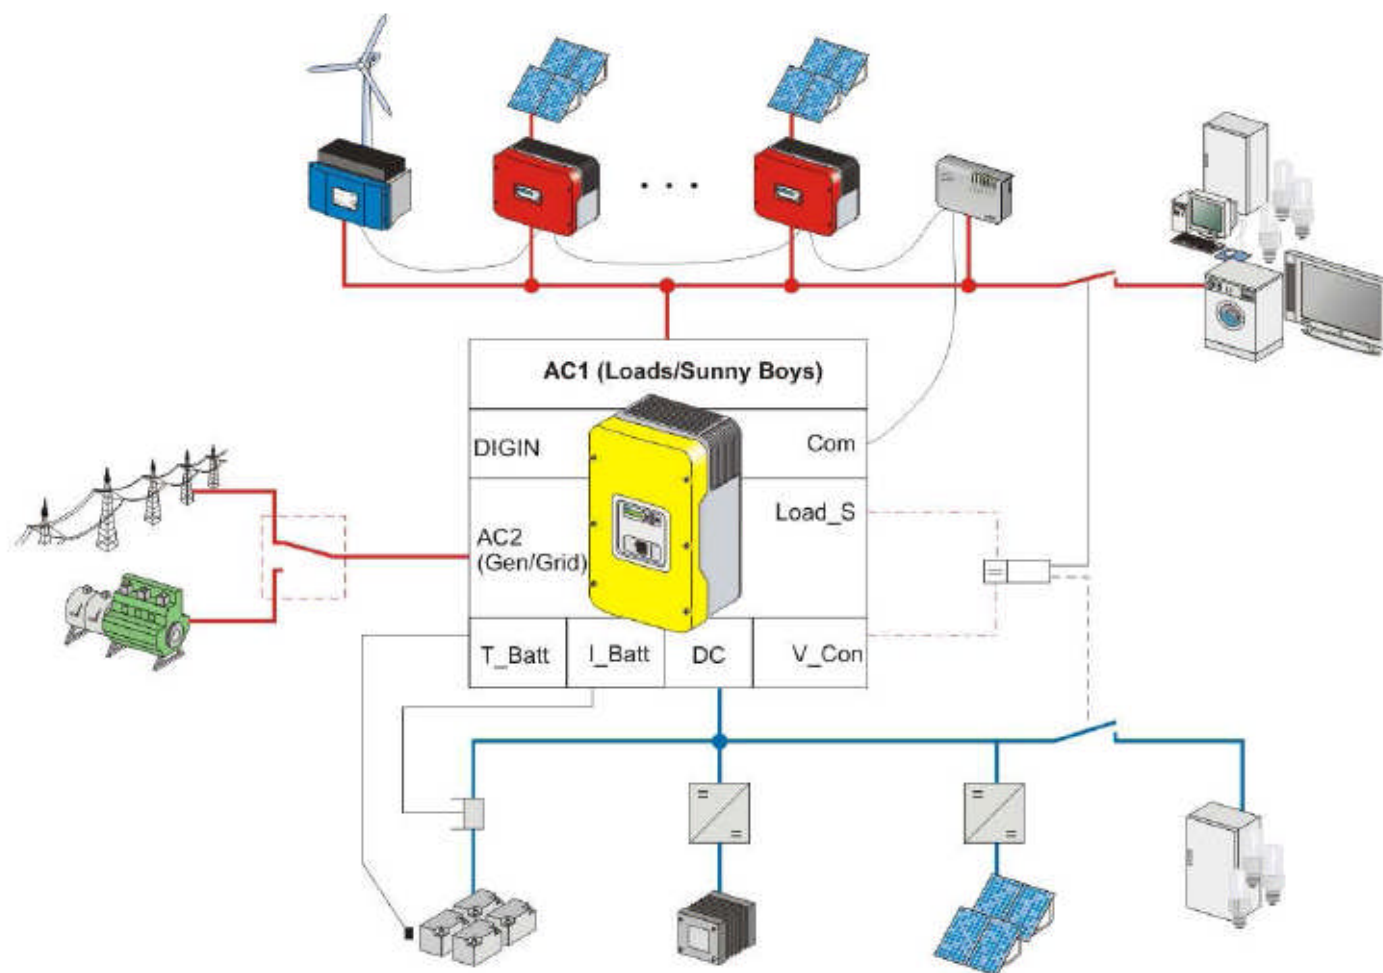 AC1 (Loads/Sunny Boys)
DIGIN
Com
Load_S
AC2
(Gen/Grid)
T_Batt
I_Batt
DC
V_Con